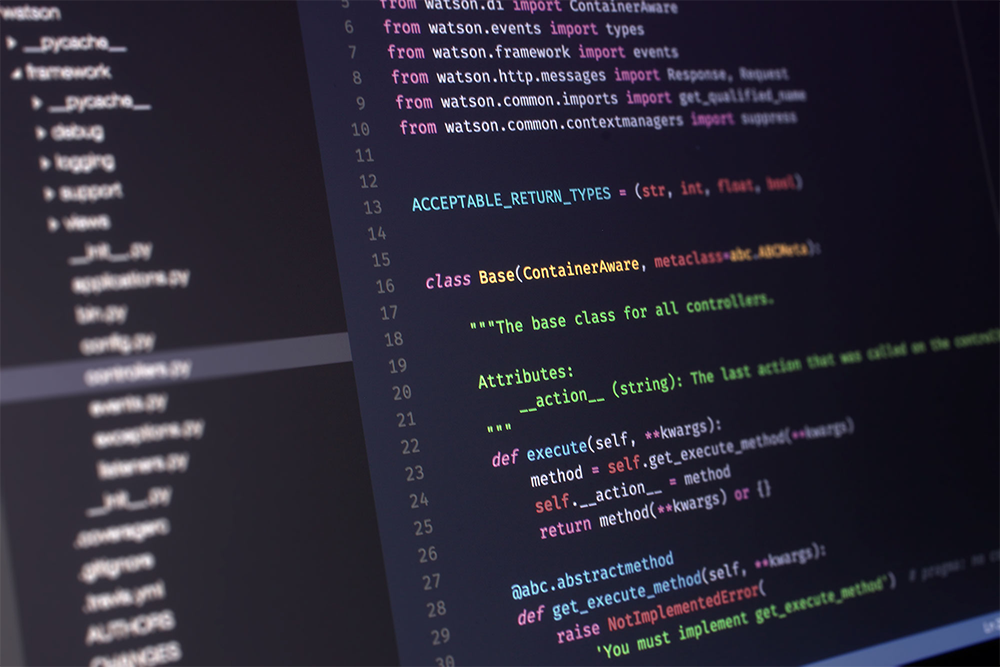 watson
__pycache__
framework
__pycache__
debug
logging
support
views
__init__.py
applications.py
bin.py
config.py
controllers.py
events.py
exceptions.py
listeners.py
__init__.py
.coveragerc
.gitignore
.travis.yml
AUTHORS
CHANGES
5 from watson.di import ContainerAware
6 from watson.events import types
7 from watson.framework import events
8 from watson.http.messages import Response, Request
9 from watson.common.imports import get_qualified_name
10 from watson.common.contextmanagers import suppress
11
12
13 ACCEPTABLE_RETURN_TYPES = (str, int, float, bool)
14
15
16 class Base(ContainerAware, metaclass=abc.ABCMeta):
17
18 """The base class for all controllers.
19
20 Attributes:
21 __action__ (string): The last action that was called on the controll
22 """
23 def execute(self, **kwargs):
24 method = self.get_execute_method(**kwargs)
25 self.__action__ = method
26 return method(**kwargs) or {}
27
28 @abc.abstractmethod
29 def get_execute_method(self, **kwargs):
30 raise NotImplementedError( # pragma: no c
'You must implement get_execute_method')